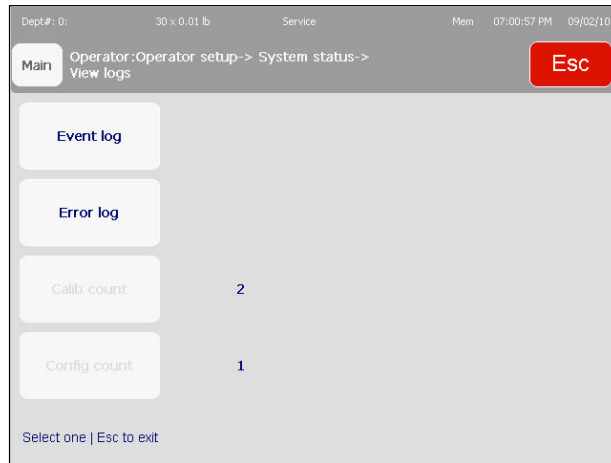 Dept#: 0: 30 x 0.01 lb Service Mem 07:00:57 PM 09/02/10
Main
Operator:Operator setup-> System status->
View logs
Esc
Event log
Error log
Calib count 2
Config count 1
Select one | Esc to exit